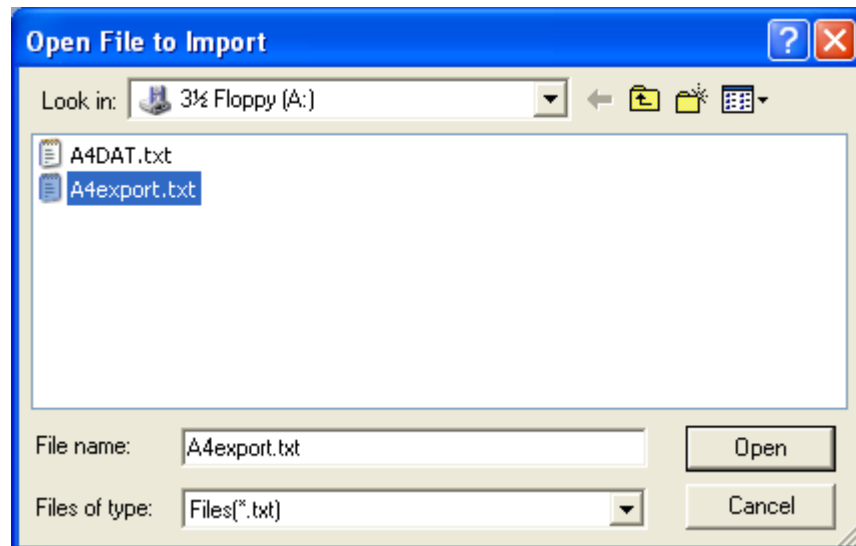 Open File to Import
Look in: 3½ Floppy (A:)
A4DAT.txt
A4export.txt
File name: A4export.txt Open
Files of type: Files(*.txt) Cancel